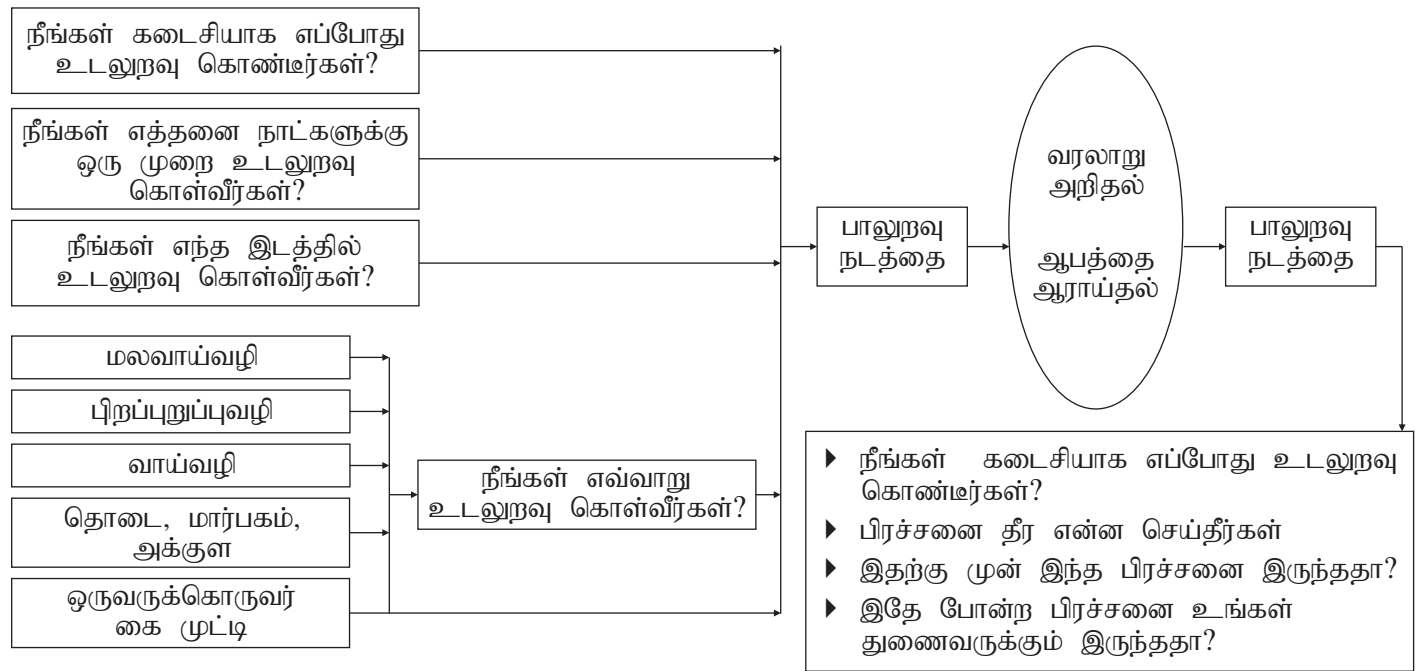 நீங்கள் கடைசியாக எப்போது
உடலுறவு கொண்டீர்கள்?
நீங்கள் எத்தனை நாட்களுக்கு
ஒரு முறை உடலுறவு
கொள்வீர்கள்?
நீங்கள் எந்த இடத்தில்
உடலுறவு கொள்வீர்கள்?
மலவாய்வழி
பிறப்புறுப்புவழி
வாய்வழி
தொடை, மார்பகம்,
அக்குள
ஒருவருக்கொருவர்
கை முட்டி
நீங்கள் எவ்வாறு
உடலுறவு கொள்வீர்கள்?
பாலுறவு
நடத்தை
வரலாறு
அறிதல்
ஆபத்தை
ஆராய்தல்
பாலுறவு
நடத்தை
நீங்கள் கடைசியாக எப்போது உடலுறவு
கொண்டீர்கள்?
பிரச்சனை தீர என்ன செய்தீர்கள்
இதற்கு முன் இந்த பிரச்சனை இருந்ததா?
இதே போன்ற பிரச்சனை உங்கள்
துணைவருக்கும் இருந்ததா?